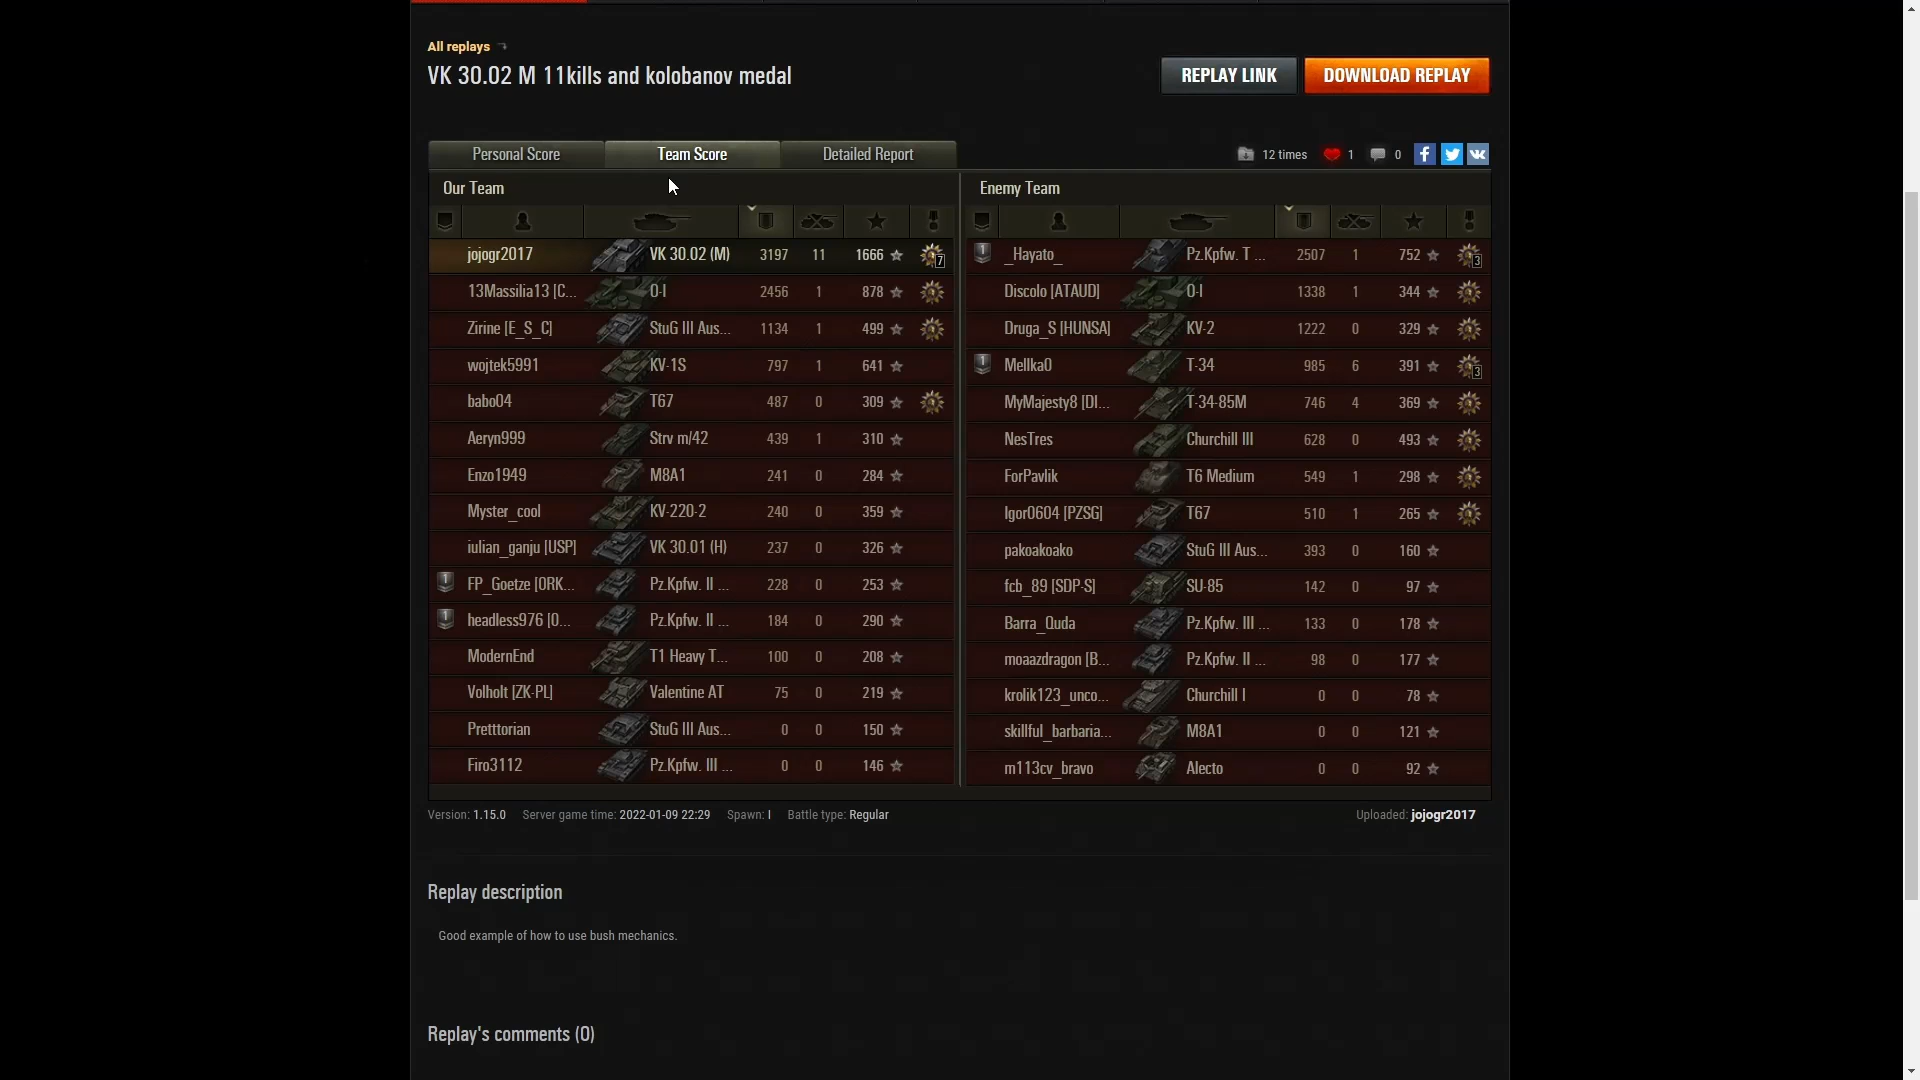 All replays
VK 30.02 M 11kills and kolobanov medal
REPLAY LINK DOWNLOAD REPLAY
Personal Score Team Score Detailed Report 12 times 1 0
Our Team Enemy Team
jojogr2017 VK 30.02 (M) 3197 11 1666 7 _Hayato_ Pz.Kpfw. T ... 2507 1 752 3
13Massilia13 [C... O-I 2456 1 878 Discolo [ATAUD] O-I 1338 1 344
Zirine [E_S_C] StuG III Aus... 1134 1 499 Druga_S [HUNSA] KV-2 1222 0 329
wojtek5991 KV-1S 797 1 641 Mellka0 T-34 985 6 391 3
babo04 T67 487 0 309 MyMajesty8 [DI... T-34-85M 746 4 369
Aeryn999 Strv m/42 439 1 310 NesTres Churchill III 628 0 493
Enzo1949 M8A1 241 0 284 ForPavlik T6 Medium 549 1 298
Myster_cool KV-220-2 240 0 359 Igor0604 [PZSG] T67 510 1 265
iulian_ganju [USP] VK 30.01 (H) 237 0 326 pakoakoako StuG III Aus... 393 0 160
FP_Goetze [ORK... Pz.Kpfw. II ... 228 0 253 fcb_89 [SDP-S] SU-85 142 0 97
headless976 [O... Pz.Kpfw. II ... 184 0 290 Barra_Quda Pz.Kpfw. III ... 133 0 178
ModernEnd T1 Heavy T... 100 0 208 moaazdragon [B... Pz.Kpfw. II ... 98 0 177
Volholt [ZK-PL] Valentine AT 75 0 219 krolik123_unco... Churchill I 0 0 78
Pretttorian StuG III Aus... 0 0 150 skillful_barbaria... M8A1 0 0 121
Firo3112 Pz.Kpfw. III ... 0 0 146 m113cv_bravo Alecto 0 0 92
Version: 1.15.0 Server game time: 2022-01-09 22:29 Spawn: I Battle type: Regular Uploaded: jojogr2017
Replay description
Good example of how to use bush mechanics.
Replay's comments (0)